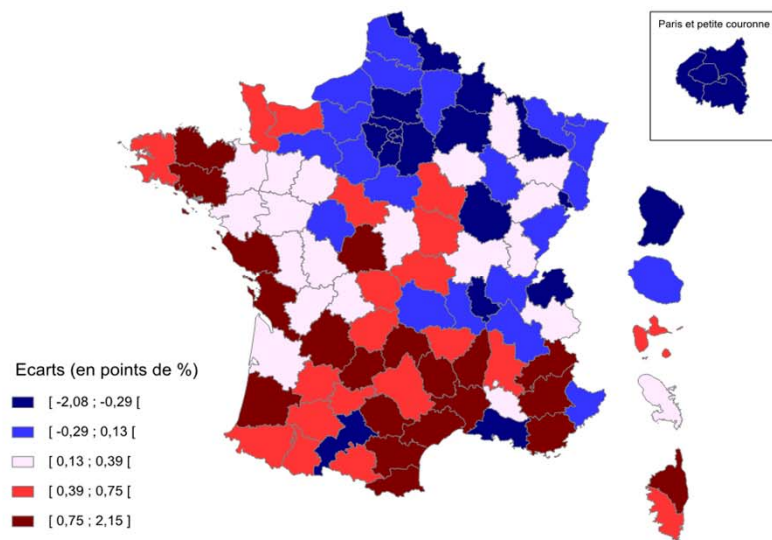 Paris et petite couronne
Ecarts (en points de %)
[ -2,08 ; -0,29 [
[ -0,29 ; 0,13 [
[ 0,13 ; 0,39 [
[ 0,39 ; 0,75 [
[ 0,75 ; 2,15 [